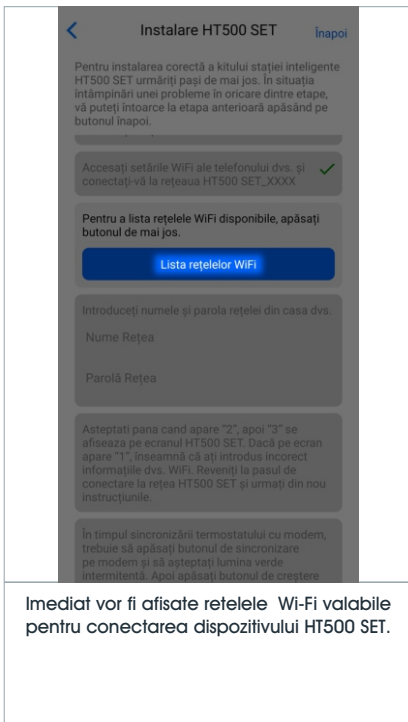 Instalare HT500 SET
Înapoi
Pentru instalarea corectă a kitului stației inteligente
HT500 SET urmăriți pași de mai jos. În situația
întâmpinări unei probleme în oricare dintre etape,
vă puteți întoarce la etapa anterioară apăsând pe
butonul înapoi.
Accesați setările WiFi ale telefonului dvs. și
conectați-vă la rețeaua HT500 SET_XXXX
Pentru a lista rețelele WiFi disponibile, apăsați
butonul de mai jos.
Lista rețelelor WiFi
Introduceți numele și parola rețelei din casa dvs.
Nume Rețea
Parolă Rețea
Asteptati pana cand apare “2”, apoi “3” se
afiseaza pe ecranul HT500 SET. Dacă pe ecran
apare “1”, înseamnă că ați introdus incorect
informațiile dvs. WiFi. Reveniți la pasul de
conectare la rețea HT500 SET și urmați din nou
instrucțiunile.
În timpul sincronizării termostatului cu modem,
trebuie să apăsați butonul de sincronizare
pe modem și să așteptați lumina verde
intermitentă. Apoi apăsați butonul de creștere
Imediat vor fi afisate retelele Wi-Fi valabile
pentru conectarea dispozitivului HT500 SET.